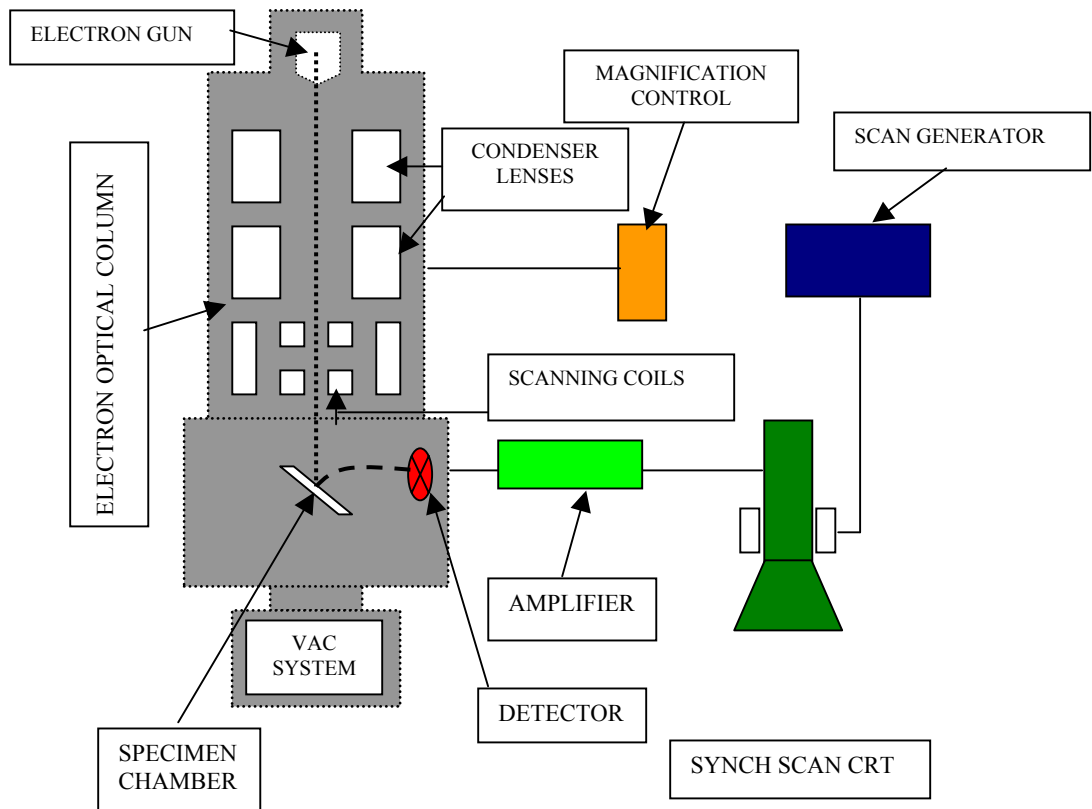 ELECTRON GUN
MAGNIFICATION
CONTROL
SCAN GENERATOR
CONDENSER
LENSES
ELECTRON OPTICAL COLUMN
SCANNING COILS
AMPLIFIER
VAC
SYSTEM
DETECTOR
SPECIMEN
CHAMBER
SYNCH SCAN CRT